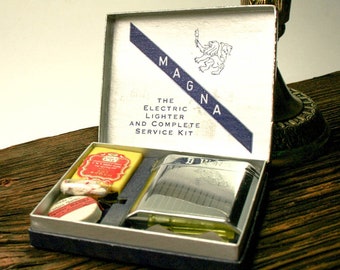 MAGNA
THE
ELECTRIC
LIGHTER
AND COMPLETE
SERVICE KIT